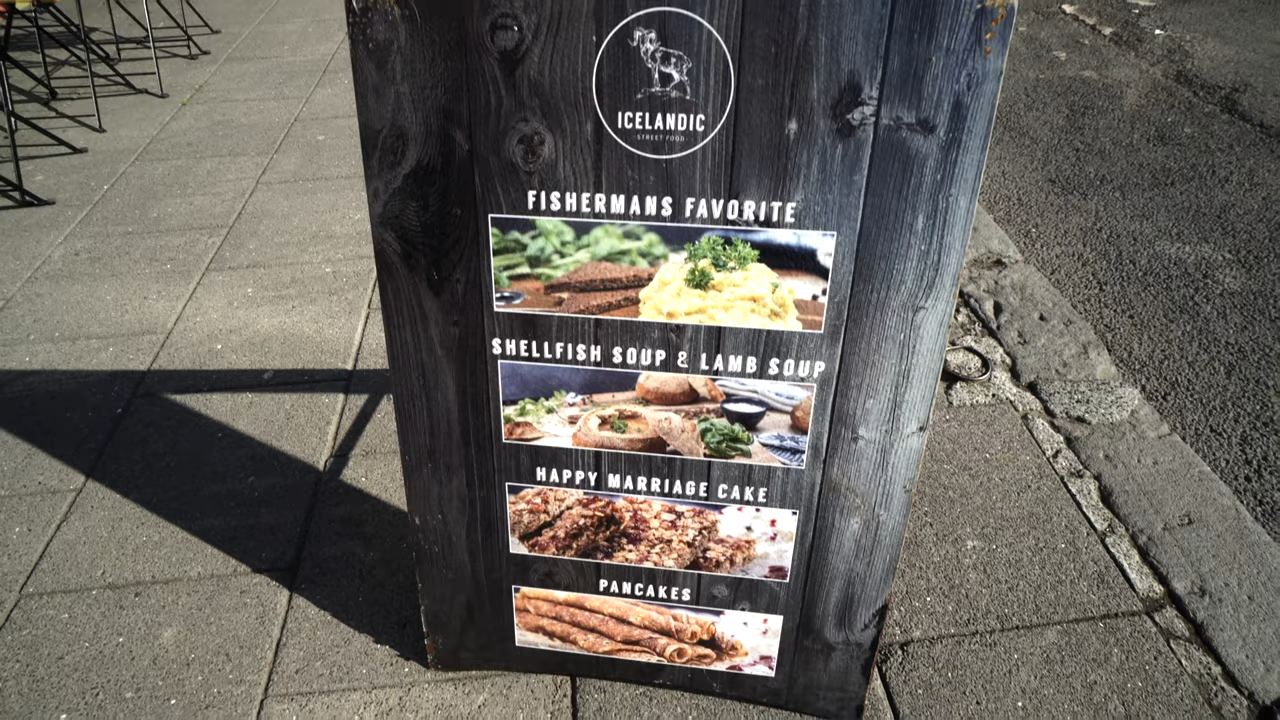 ICELANDIC
STREET FOOD
FISHERMANS FAVORITE
SHELLFISH SOUP & LAMB SOUP
HAPPY MARRIAGE CAKE
PANCAKES